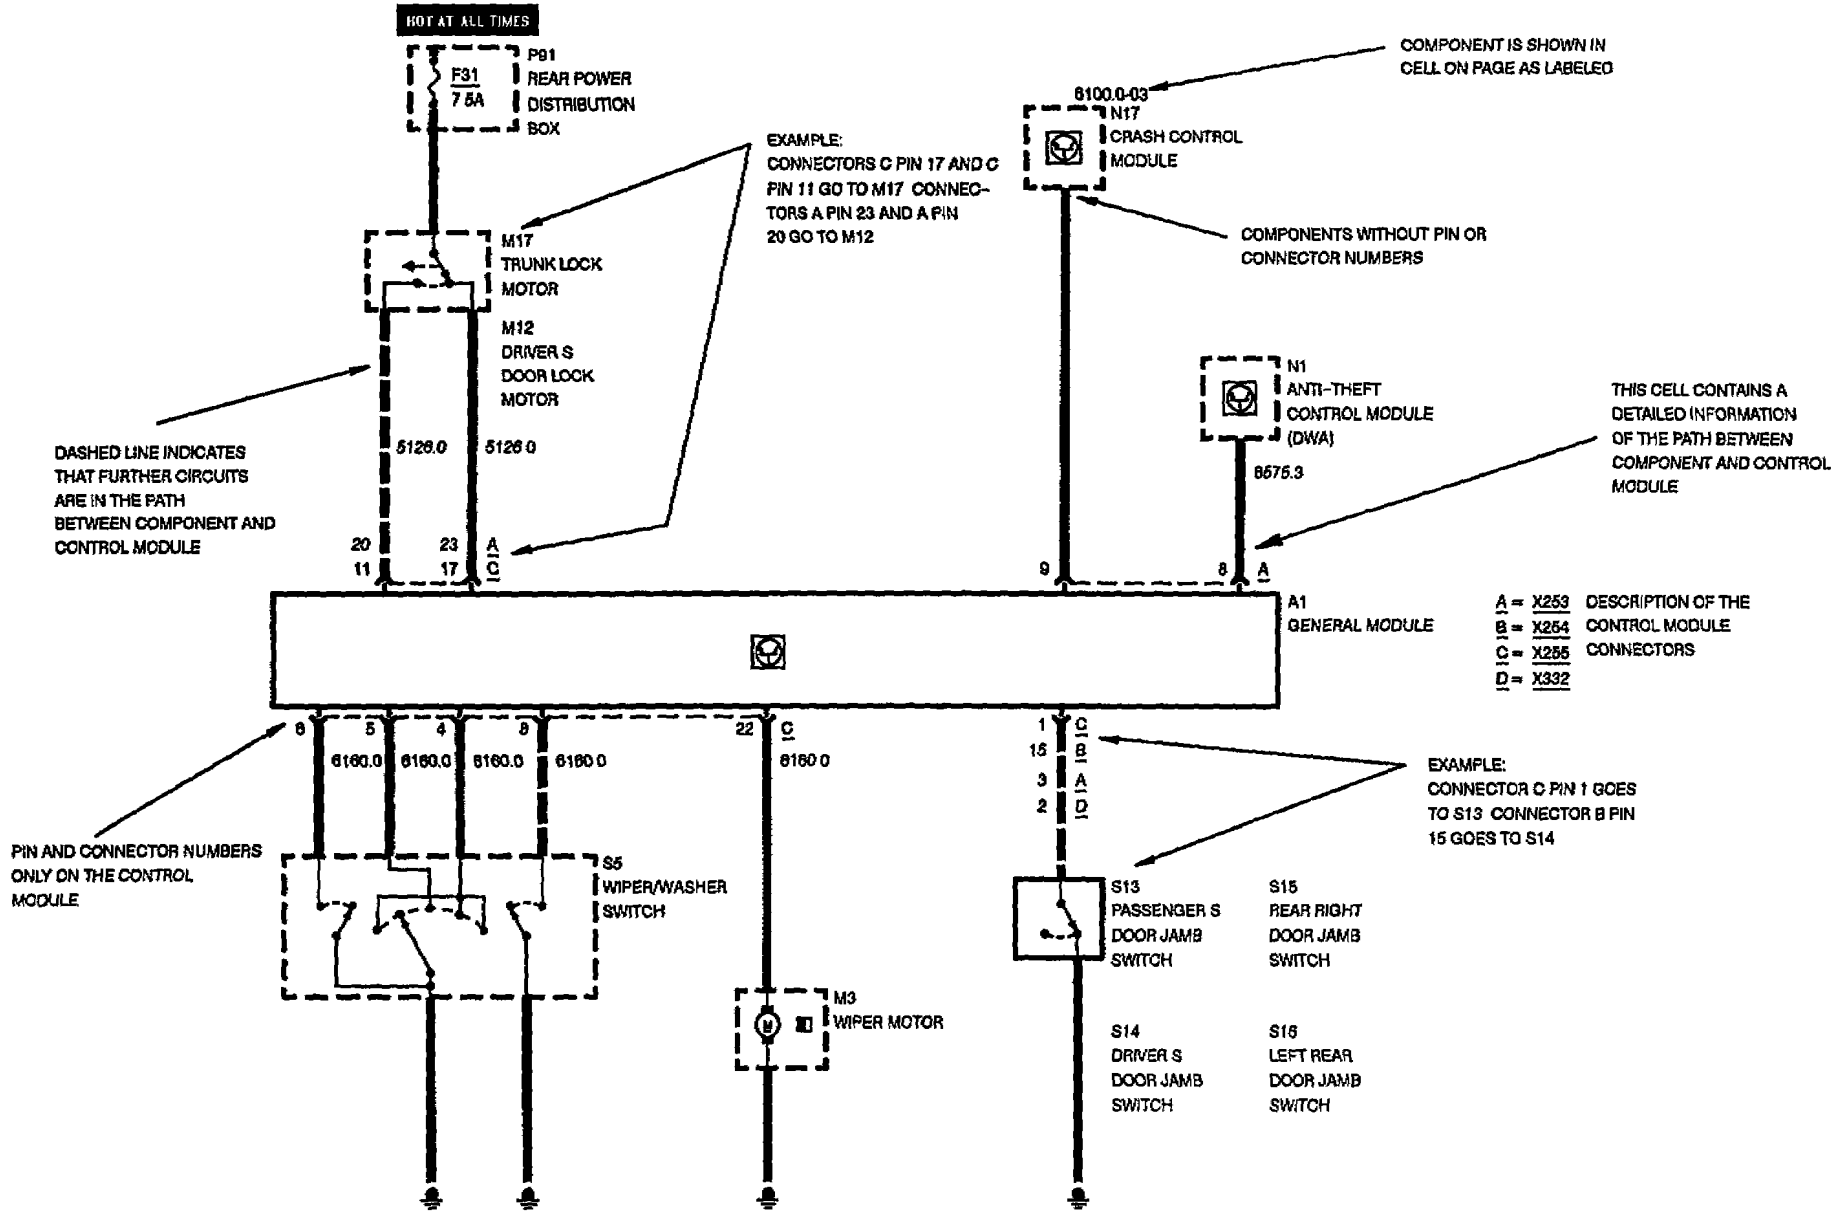 HOT AT ALL TIMES
P91
REAR POWER
DISTRIBUTION
BOX
F31
7 5A
COMPONENT IS SHOWN IN
CELL ON PAGE AS LABELED
6100.0-03
N17
CRASH CONTROL
MODULE
EXAMPLE:
CONNECTORS C PIN 17 AND C
PIN 11 GO TO M17 CONNEC-
TORS A PIN 23 AND A PIN
20 GO TO M12
COMPONENTS WITHOUT PIN OR
CONNECTOR NUMBERS
M17
TRUNK LOCK
MOTOR
M12
DRIVER S
DOOR LOCK
MOTOR
N1
ANTI-THEFT
CONTROL MODULE
(DWA)
8575.3
THIS CELL CONTAINS A
DETAILED INFORMATION
OF THE PATH BETWEEN
COMPONENT AND CONTROL
MODULE
DASHED LINE INDICATES
THAT FURTHER CIRCUITS
ARE IN THE PATH
BETWEEN COMPONENT AND
CONTROL MODULE
5126.0 5126 0
20 23 A
11 17 C
9 8 A
A1
GENERAL MODULE
A = X253
B = X254
C = X255
D = X332
DESCRIPTION OF THE
CONTROL MODULE
CONNECTORS
6 5 4 9 22 C
6160.0 6160.0 6160.0 6160 0 6160 0
1 C
15 B
3 A
2 D
EXAMPLE:
CONNECTOR C PIN 1 GOES
TO S13 CONNECTOR B PIN
15 GOES TO S14
PIN AND CONNECTOR NUMBERS
ONLY ON THE CONTROL
MODULE
S5
WIPER/WASHER
SWITCH
M3
WIPER MOTOR
M
S13
PASSENGER S
DOOR JAMB
SWITCH
S15
REAR RIGHT
DOOR JAMB
SWITCH
S14
DRIVER S
DOOR JAMB
SWITCH
S16
LEFT REAR
DOOR JAMB
SWITCH